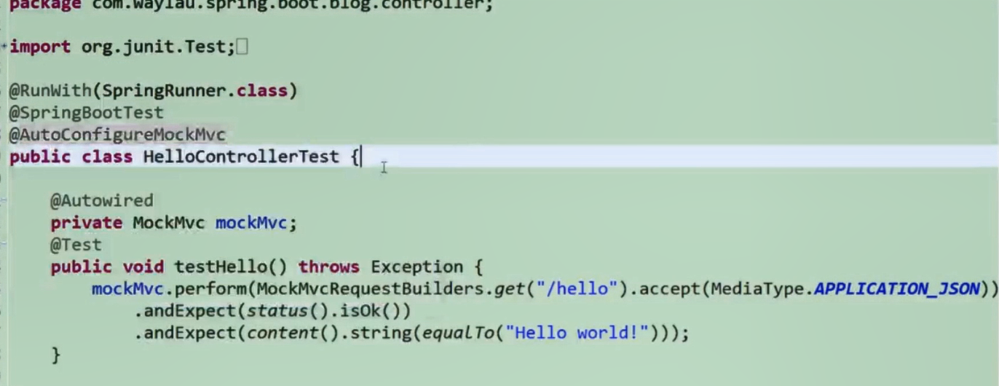 package com.waylau.spring.boot.blog.controller;
import org.junit.Test;
@RunWith(SpringRunner.class)
@SpringBootTest
@AutoConfigureMockMvc
public class HelloControllerTest {
@Autowired
private MockMvc mockMvc;
@Test
public void testHello() throws Exception {
mockMvc.perform(MockMvcRequestBuilders.get("/hello").accept(MediaType.APPLICATION_JSON))
.andExpect(status().isOk())
.andExpect(content().string(equalTo("Hello world!")));
}